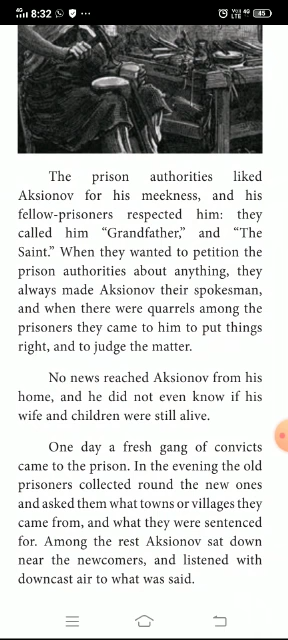 4G 8:32 ... Vo)) 4G LTE 45
The prison authorities liked
Aksionov for his meekness, and his
fellow-prisoners respected him: they
called him “Grandfather,” and “The
Saint.” When they wanted to petition the
prison authorities about anything, they
always made Aksionov their spokesman,
and when there were quarrels among the
prisoners they came to him to put things
right, and to judge the matter.
No news reached Aksionov from his
home, and he did not even know if his
wife and children were still alive.
One day a fresh gang of convicts
came to the prison. In the evening the old
prisoners collected round the new ones
and asked them what towns or villages they
came from, and what they were sentenced
for. Among the rest Aksionov sat down
near the newcomers, and listened with
downcast air to what was said.